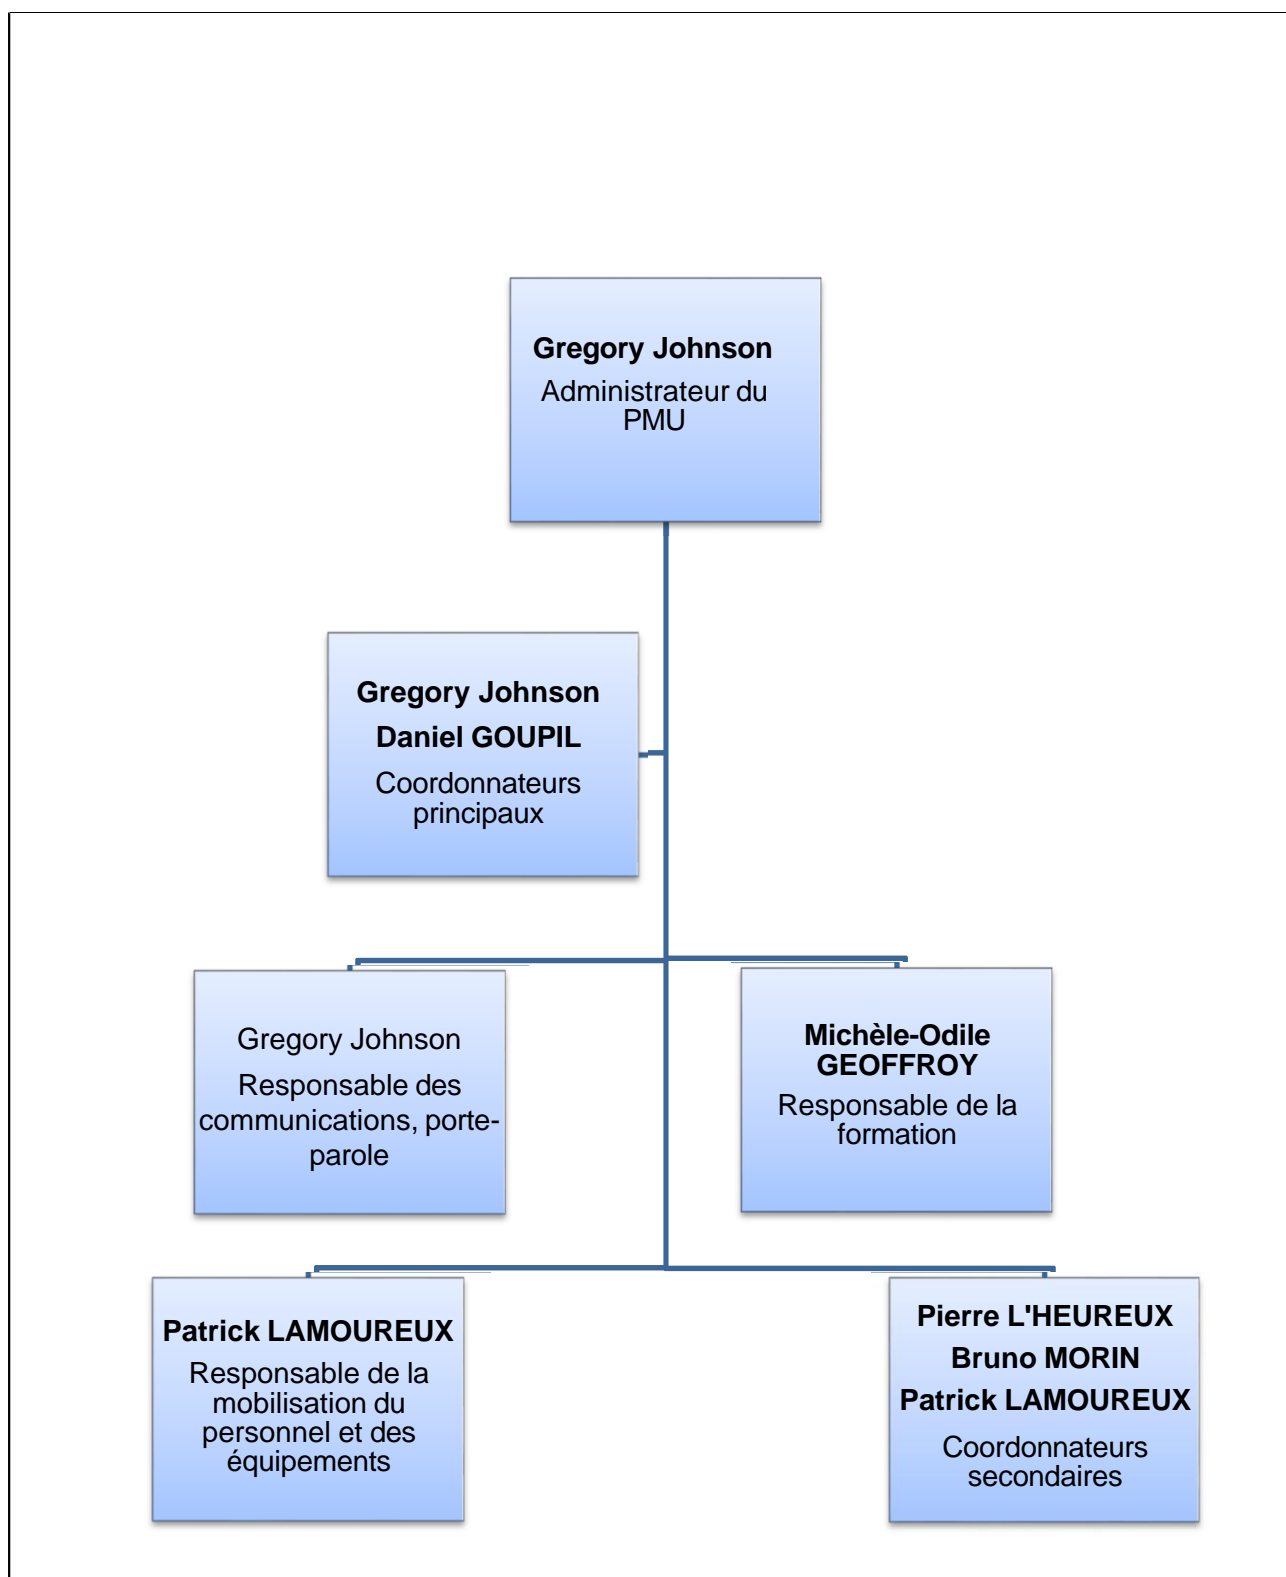 Gregory Johnson
Administrateur du
PMU
Gregory Johnson
Daniel GOUPIL
Coordonnateurs
principaux
Gregory Johnson
Responsable des
communications, porte-
parole
Michèle-Odile
GEOFFROY
Responsable de la
formation
Patrick LAMOUREUX
Responsable de la
mobilisation du
personnel et des
équipements
Pierre L'HEUREUX
Bruno MORIN
Patrick LAMOUREUX
Coordonnateurs
secondaires